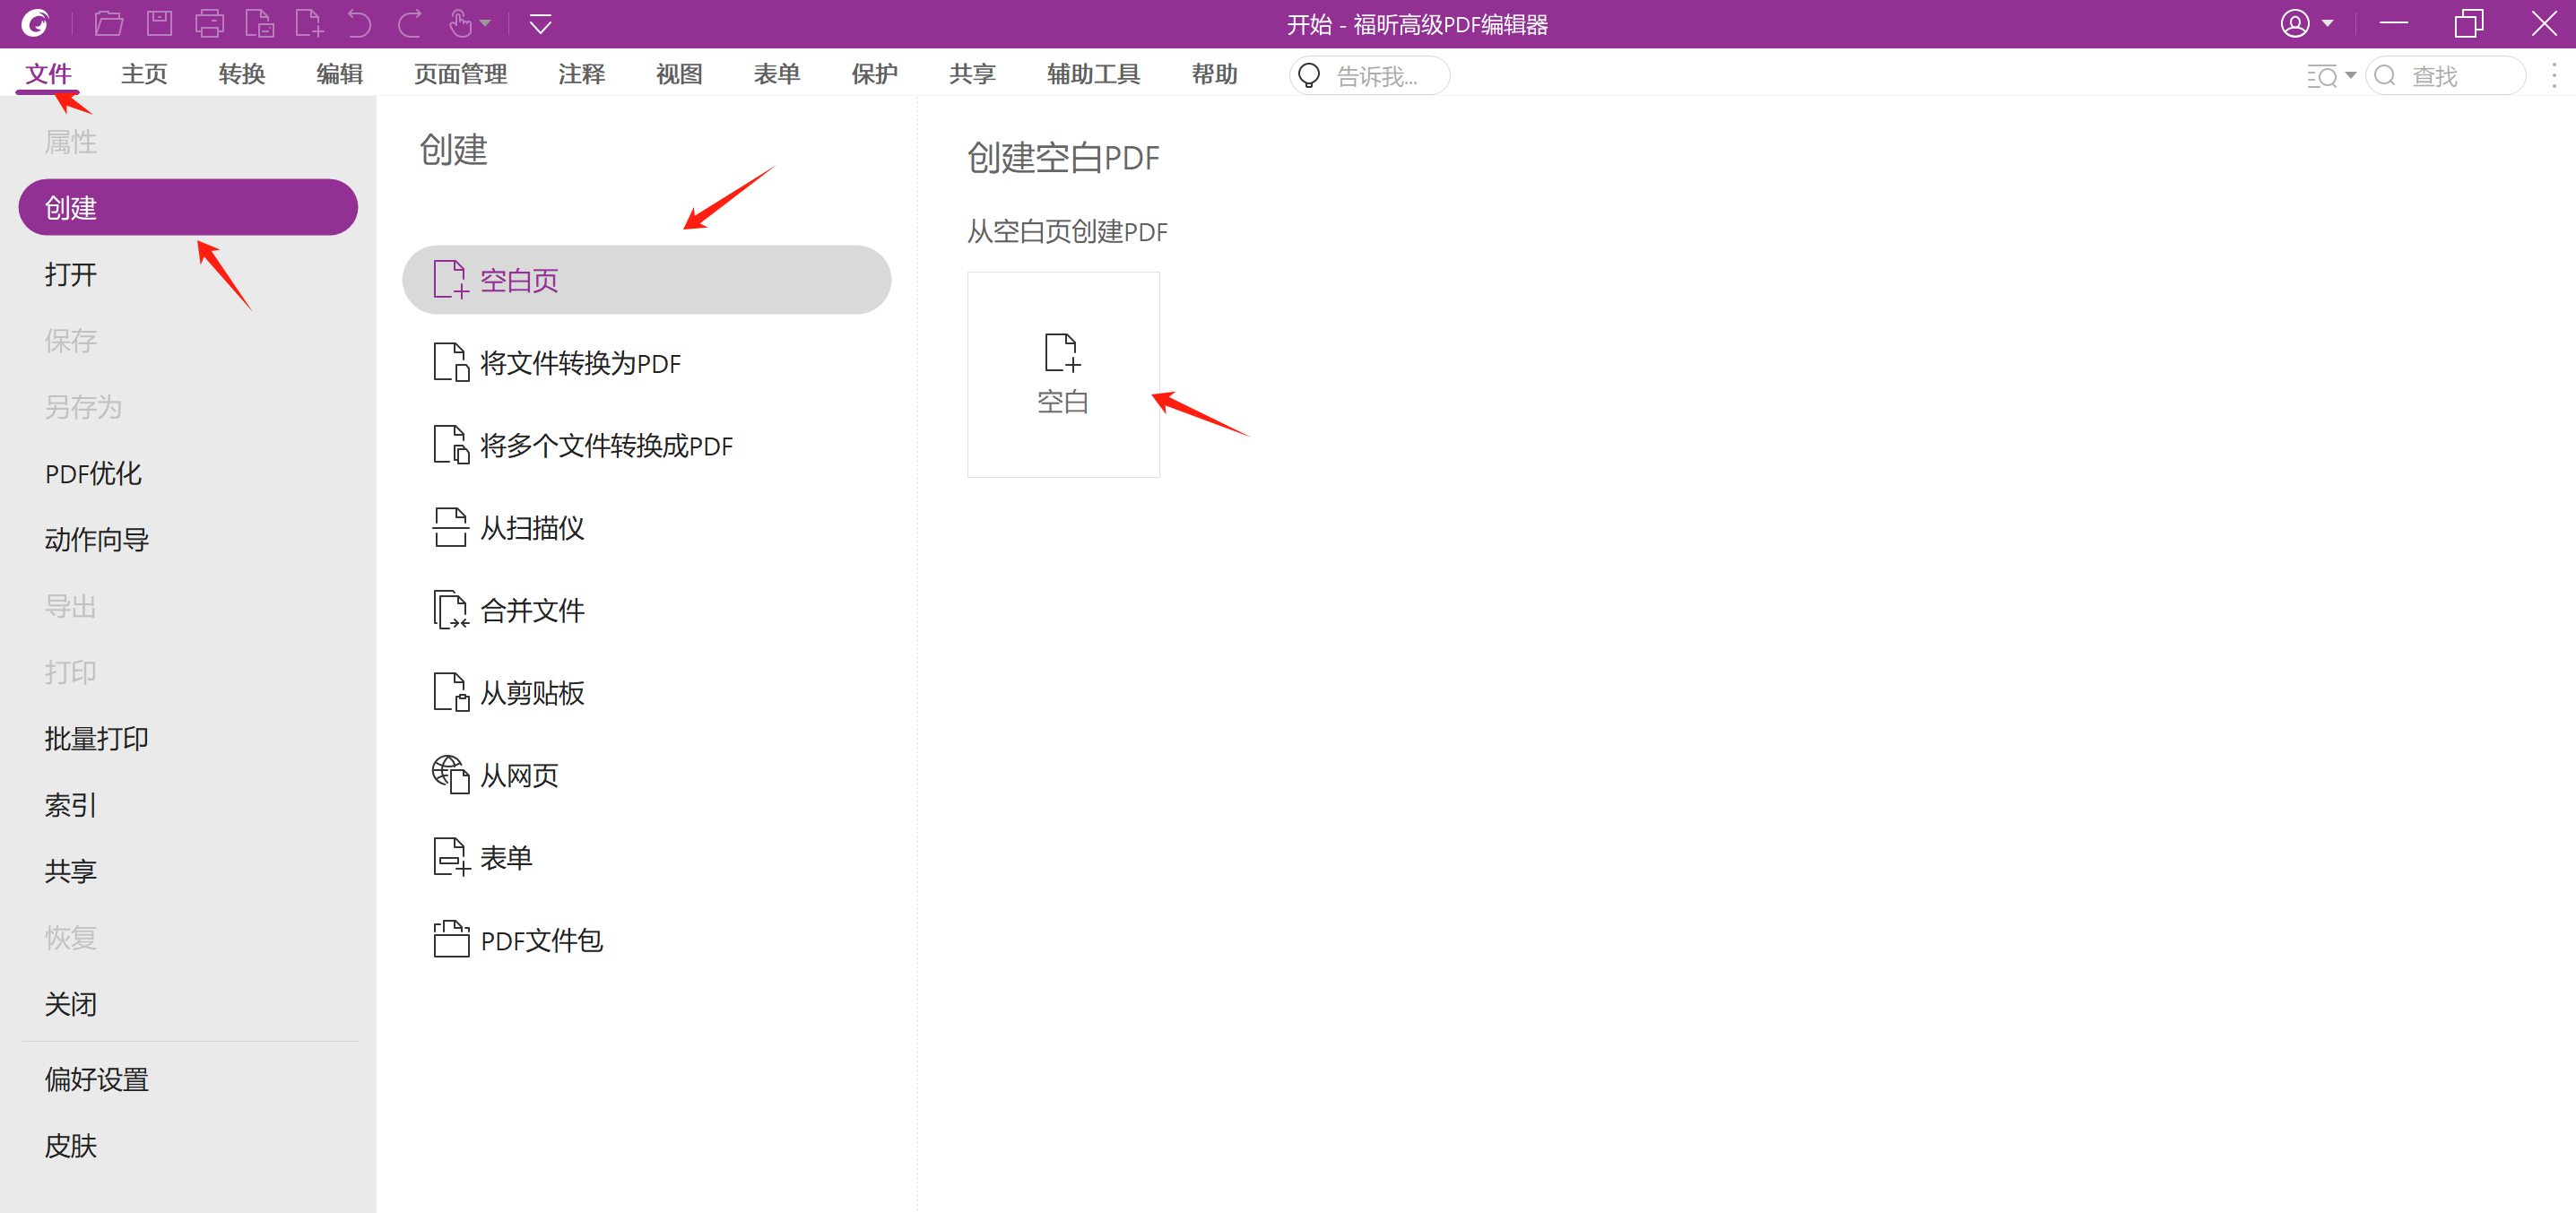 开始 - 福昕高级PDF编辑器
文件 主页 转换 编辑 页面管理 注释 视图 表单 保护 共享 辅助工具 帮助 告诉我... 查找
属性
创建
打开
保存
另存为
PDF优化
动作向导
导出
打印
批量打印
索引
共享
恢复
关闭
偏好设置
皮肤
创建
空白页
将文件转换为PDF
将多个文件转换成PDF
从扫描仪
合并文件
从剪贴板
从网页
表单
PDF文件包
创建空白PDF
从空白页创建PDF
空白